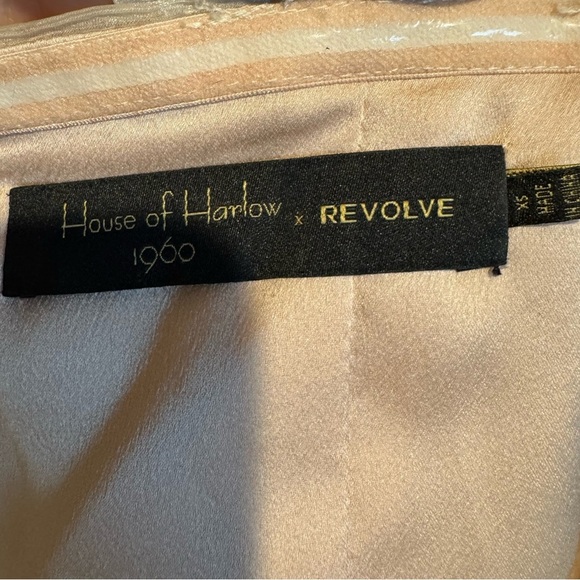 House of Harlow x REVOLVE
1960
XS
MADE
IN CHINA